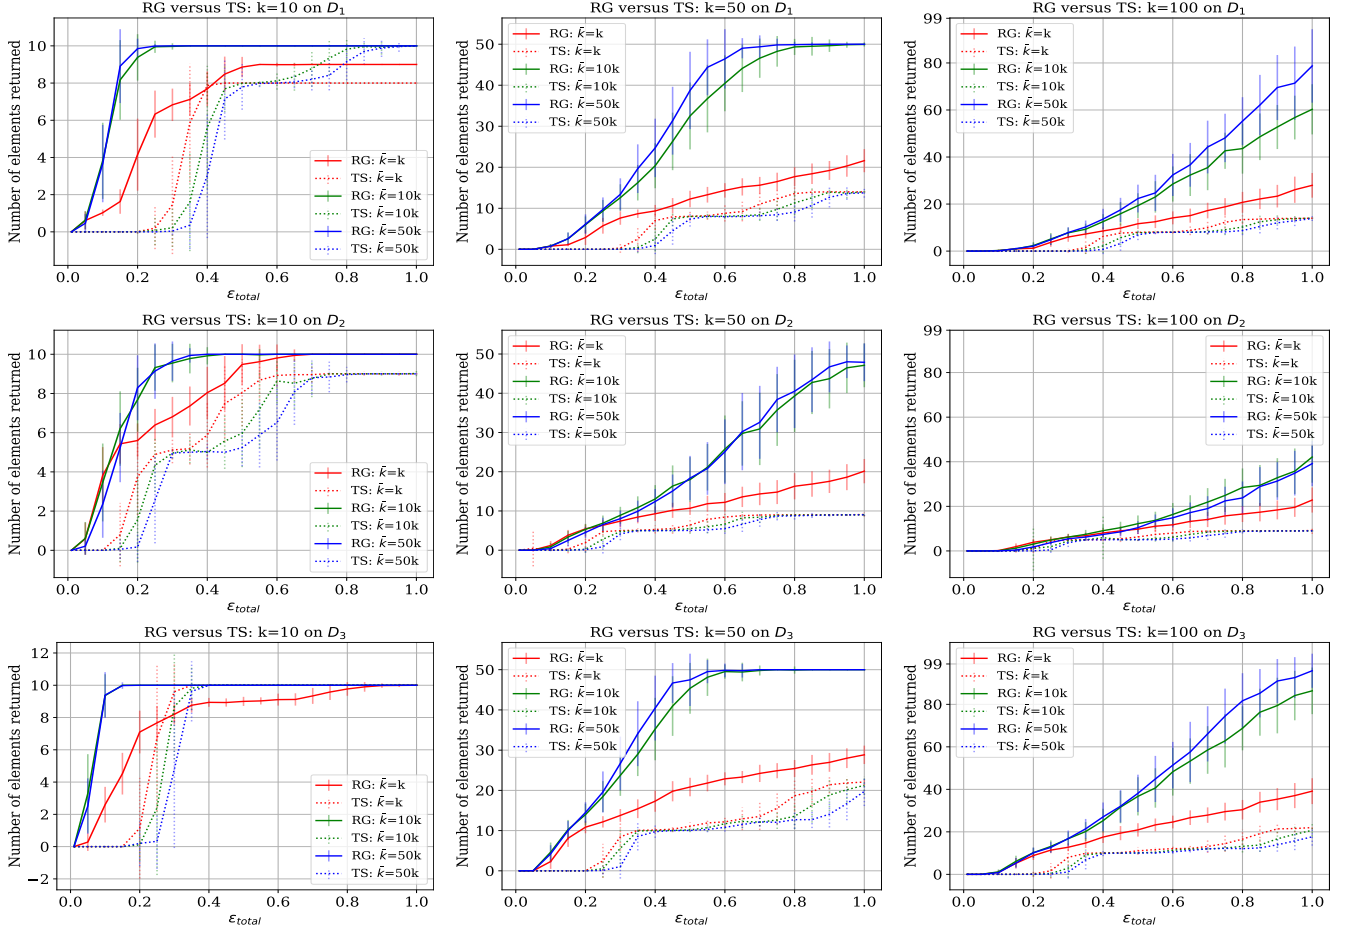 RG versus TS: k=10 on D₁
Number of elements returned
10
8
6
4
2
0
0.0 0.2 0.4 0.6 0.8 1.0
ε_total
RG: k̄=k
TS: k̄=k
RG: k̄=10k
TS: k̄=10k
RG: k̄=50k
TS: k̄=50k
RG versus TS: k=50 on D₁
Number of elements returned
50
40
30
20
10
0
0.0 0.2 0.4 0.6 0.8 1.0
ε_total
RG: k̄=k
TS: k̄=k
RG: k̄=10k
TS: k̄=10k
RG: k̄=50k
TS: k̄=50k
RG versus TS: k=100 on D₁
Number of elements returned
99
80
60
40
20
0
0.0 0.2 0.4 0.6 0.8 1.0
ε_total
RG: k̄=k
TS: k̄=k
RG: k̄=10k
TS: k̄=10k
RG: k̄=50k
TS: k̄=50k
RG versus TS: k=10 on D₂
Number of elements returned
10
8
6
4
2
0
0.0 0.2 0.4 0.6 0.8 1.0
ε_total
RG: k̄=k
TS: k̄=k
RG: k̄=10k
TS: k̄=10k
RG: k̄=50k
TS: k̄=50k
RG versus TS: k=50 on D₂
Number of elements returned
50
40
30
20
10
0
0.0 0.2 0.4 0.6 0.8 1.0
ε_total
RG: k̄=k
TS: k̄=k
RG: k̄=10k
TS: k̄=10k
RG: k̄=50k
TS: k̄=50k
RG versus TS: k=100 on D₂
Number of elements returned
99
80
60
40
20
0
0.0 0.2 0.4 0.6 0.8 1.0
ε_total
RG: k̄=k
TS: k̄=k
RG: k̄=10k
TS: k̄=10k
RG: k̄=50k
TS: k̄=50k
RG versus TS: k=10 on D₃
Number of elements returned
12
10
8
6
4
2
0
−2
0.0 0.2 0.4 0.6 0.8 1.0
ε_total
RG: k̄=k
TS: k̄=k
RG: k̄=10k
TS: k̄=10k
RG: k̄=50k
TS: k̄=50k
RG versus TS: k=50 on D₃
Number of elements returned
50
40
30
20
10
0
0.0 0.2 0.4 0.6 0.8 1.0
ε_total
RG: k̄=k
TS: k̄=k
RG: k̄=10k
TS: k̄=10k
RG: k̄=50k
TS: k̄=50k
RG versus TS: k=100 on D₃
Number of elements returned
99
80
60
40
20
0
0.0 0.2 0.4 0.6 0.8 1.0
ε_total
RG: k̄=k
TS: k̄=k
RG: k̄=10k
TS: k̄=10k
RG: k̄=50k
TS: k̄=50k